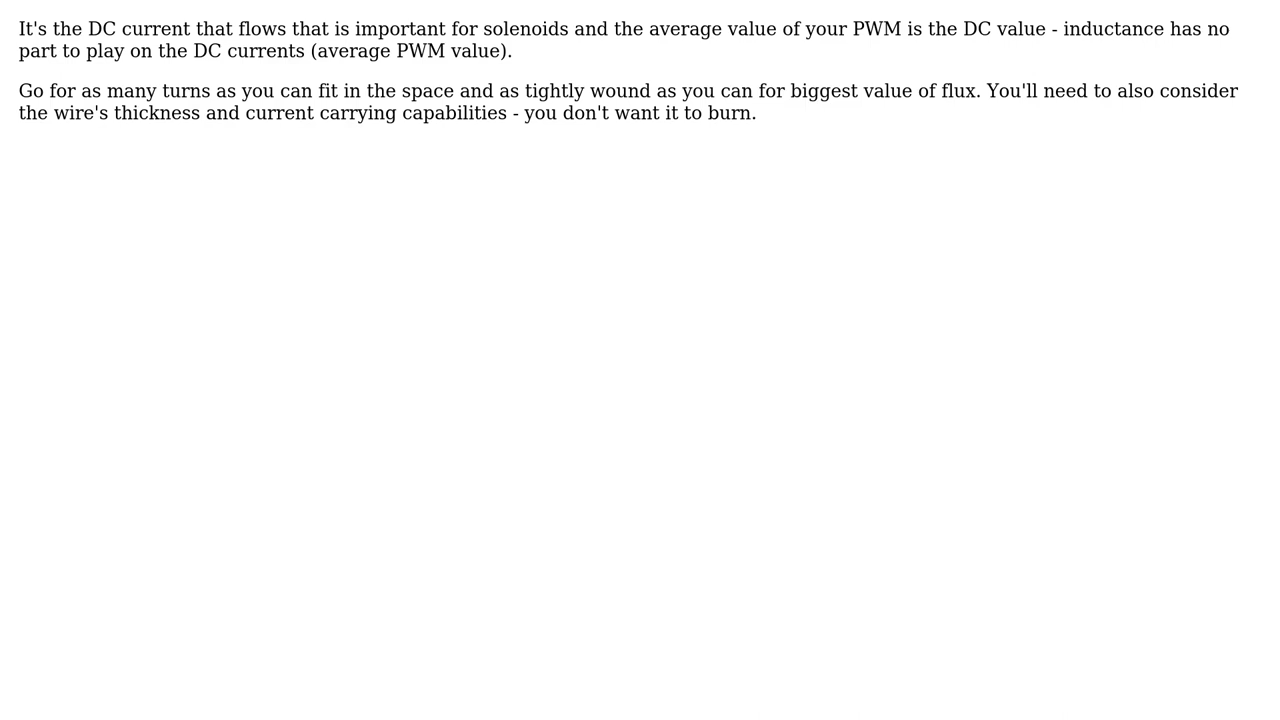 It's the DC current that flows that is important for solenoids and the average value of your PWM is the DC value - inductance has no
part to play on the DC currents (average PWM value).
Go for as many turns as you can fit in the space and as tightly wound as you can for biggest value of flux. You'll need to also consider
the wire's thickness and current carrying capabilities - you don't want it to burn.